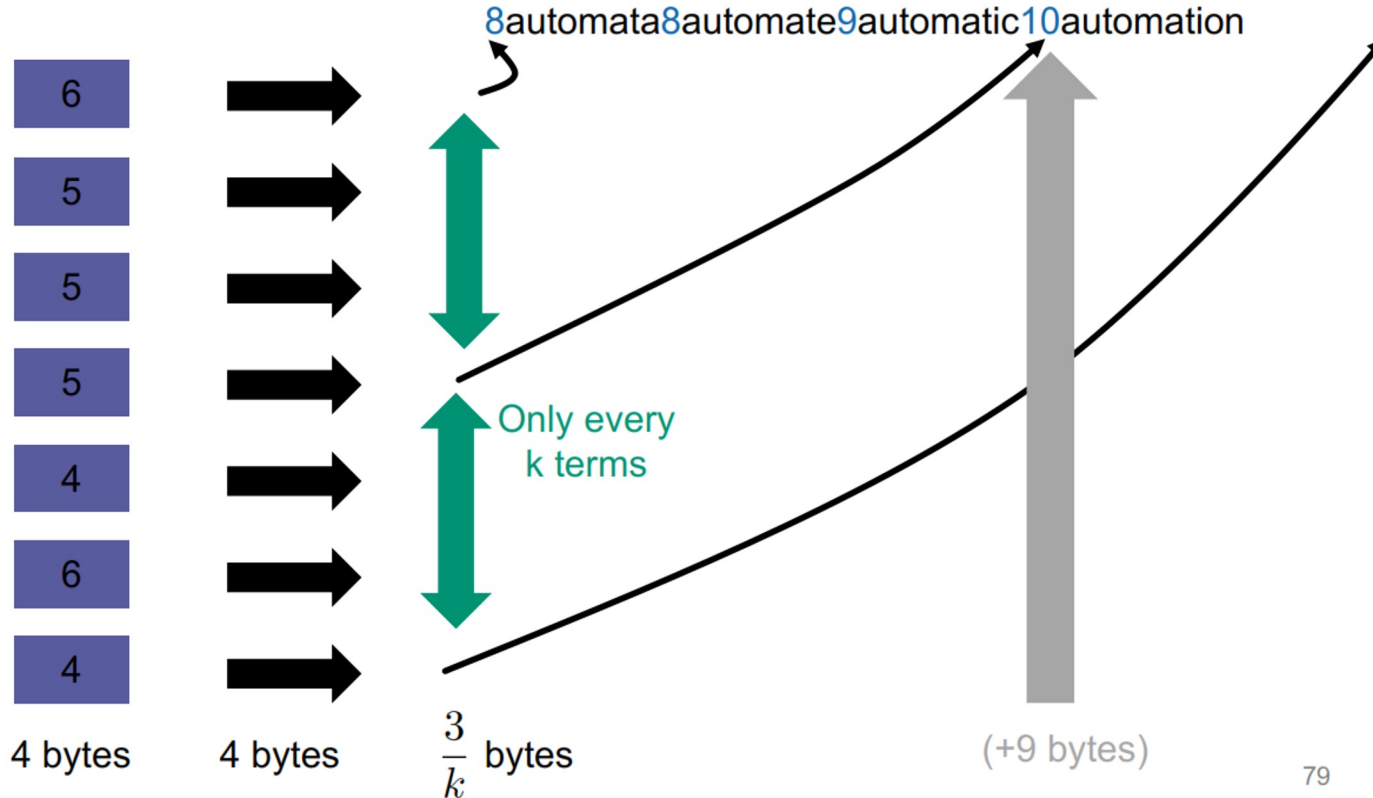 8automata8automate9automatic10automation
6
5
5
5
Only every
k terms
4
6
4
4 bytes
4 bytes
3/k bytes
(+9 bytes)
79